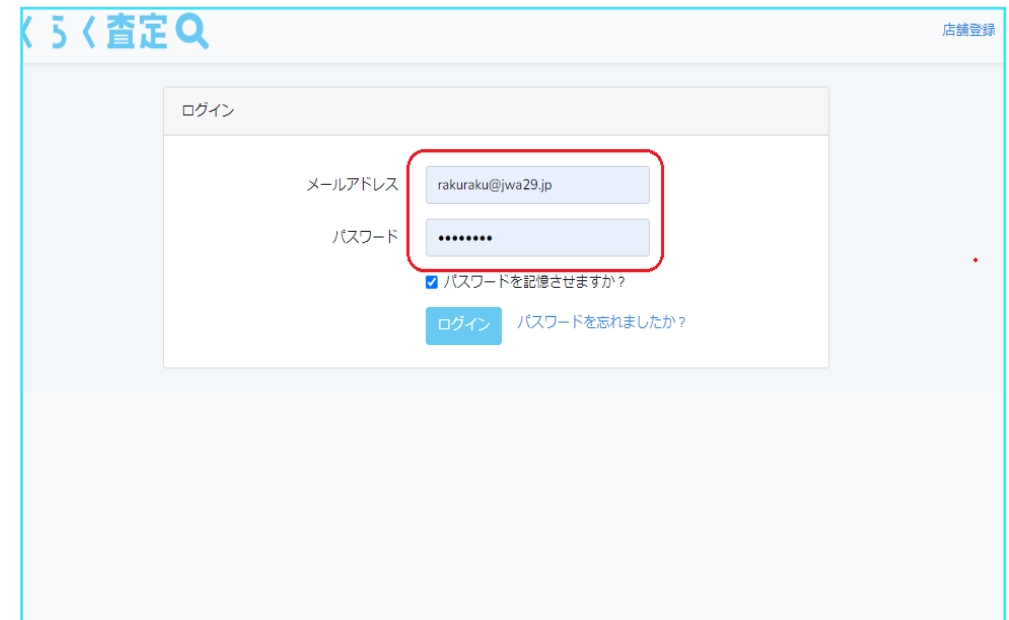 くらく査定
店舗登録
ログイン
メールアドレス rakuraku@jwa29.jp
パスワード ••••••••
パスワードを記憶させますか？
ログイン パスワードを忘れましたか？